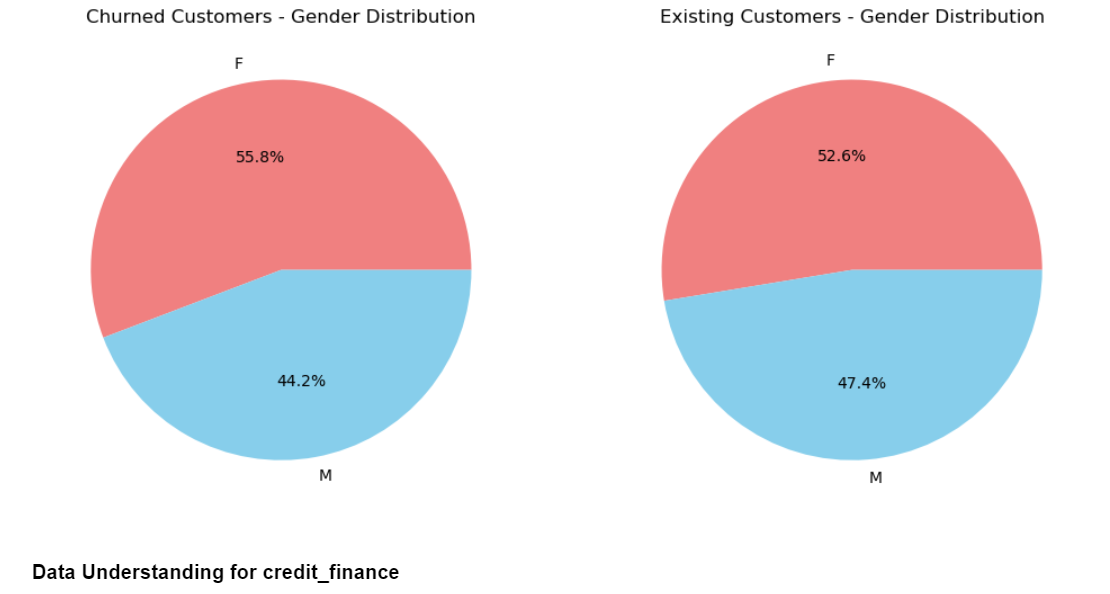 Churned Customers - Gender Distribution
F
55.8%
44.2%
M
Existing Customers - Gender Distribution
F
52.6%
47.4%
M
Data Understanding for credit_finance